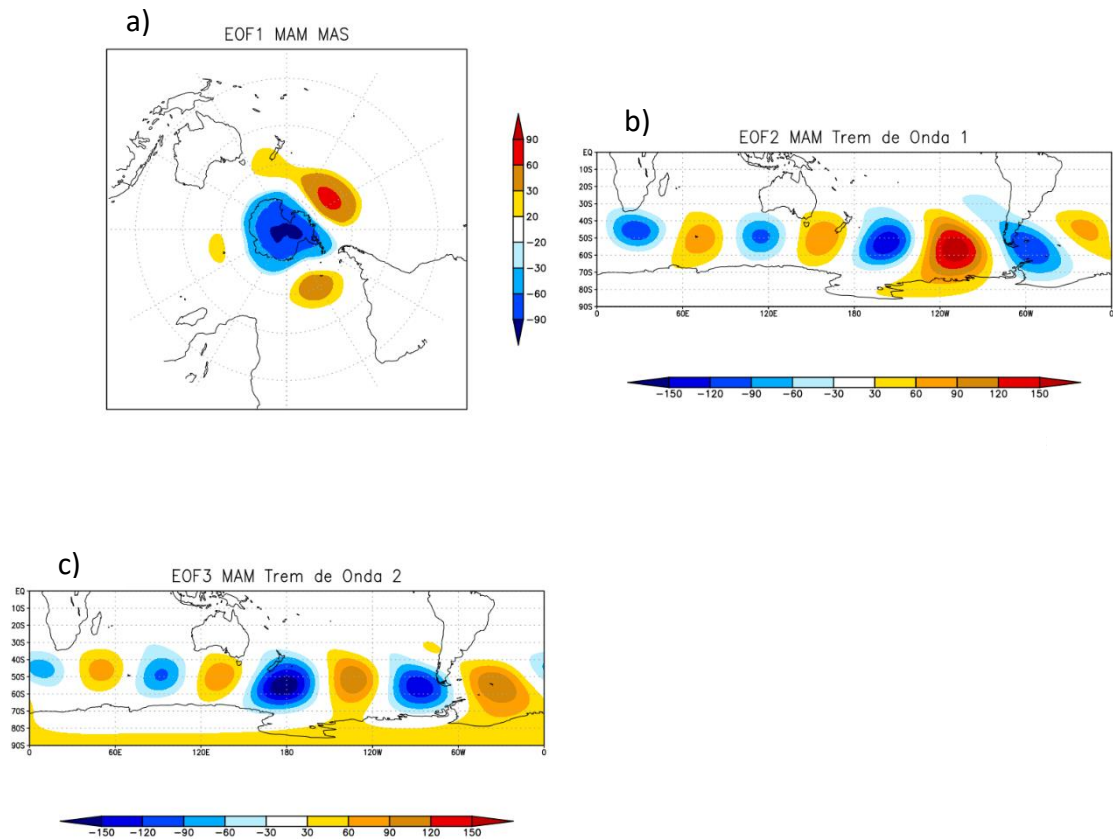 a)
EOF1 MAM MAS
90
60
30
20
−20
−30
−60
−90
b)
EOF2 MAM Trem de Onda 1
EQ
10S
20S
30S
40S
50S
60S
70S
80S
90S
0 60E 120E 180 120W 60W 0
−150 −120 −90 −60 −30 30 60 90 120 150
c)
EOF3 MAM Trem de Onda 2
EQ
10S
20S
30S
40S
50S
60S
70S
80S
90S
0 60E 120E 180 120W 60W 0
−150 −120 −90 −60 −30 30 60 90 120 150